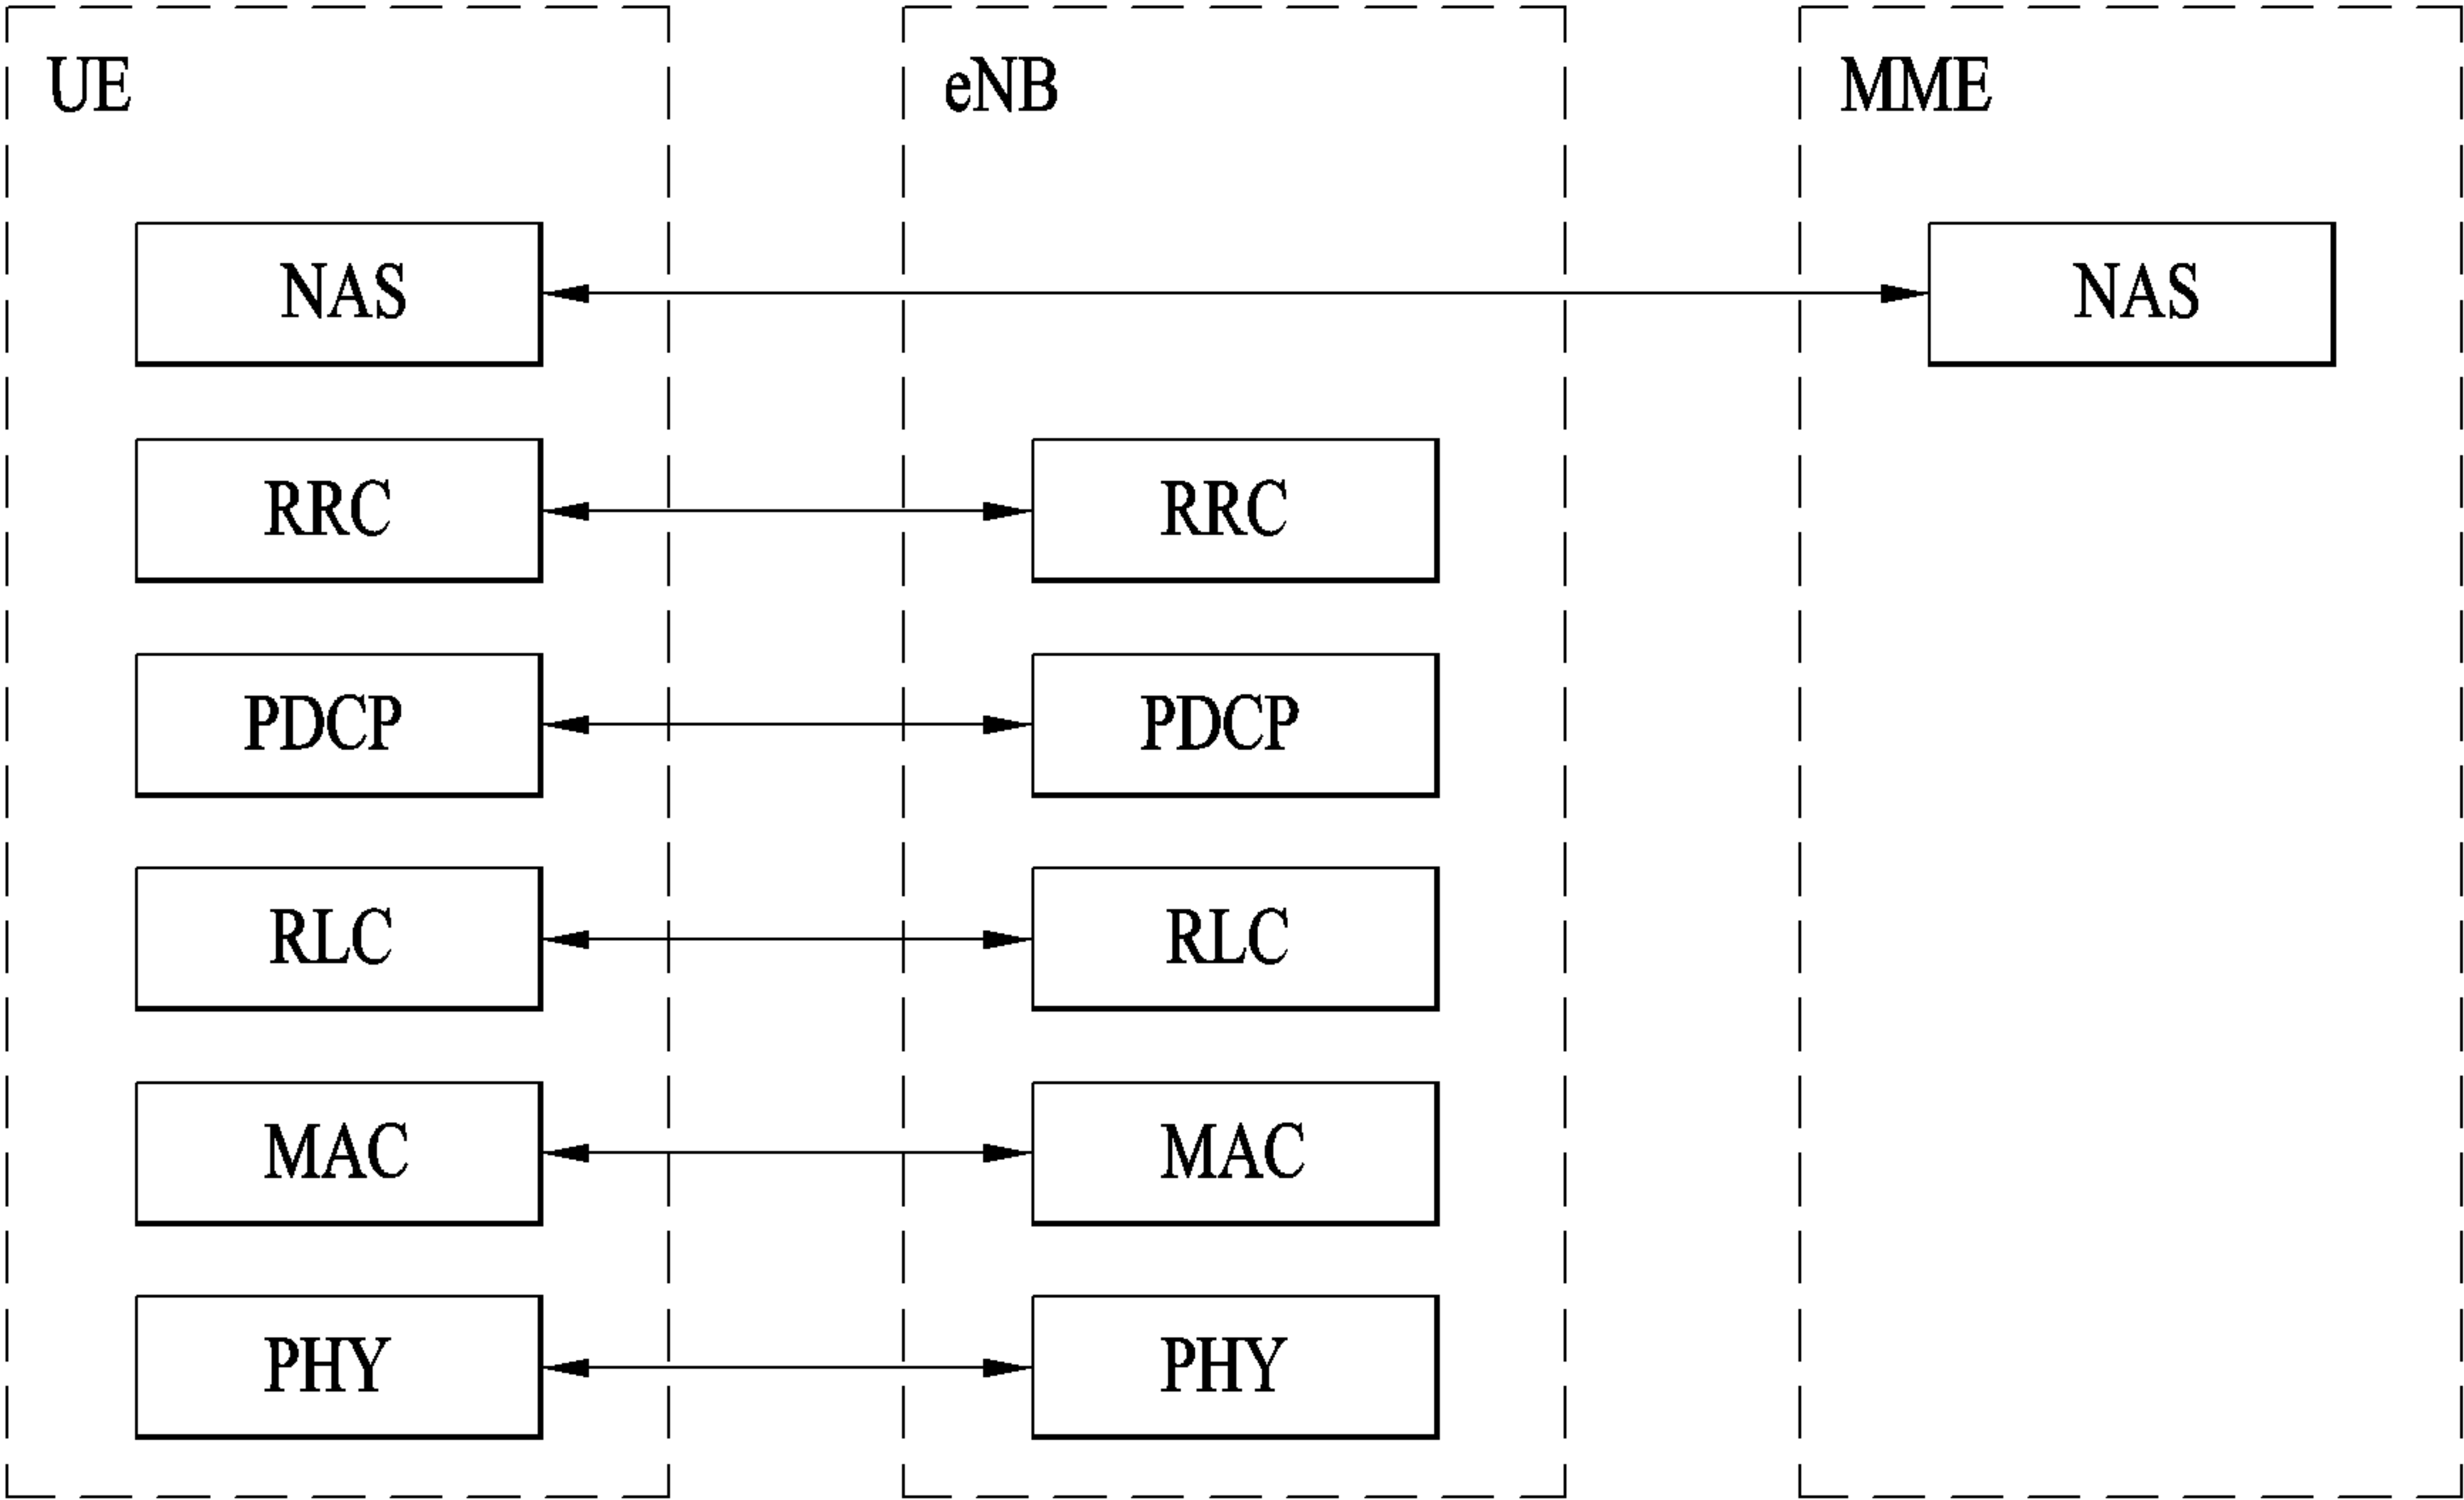 UE eNB MME
NAS NAS
RRC RRC
PDCP PDCP
RLC RLC
MAC MAC
PHY PHY